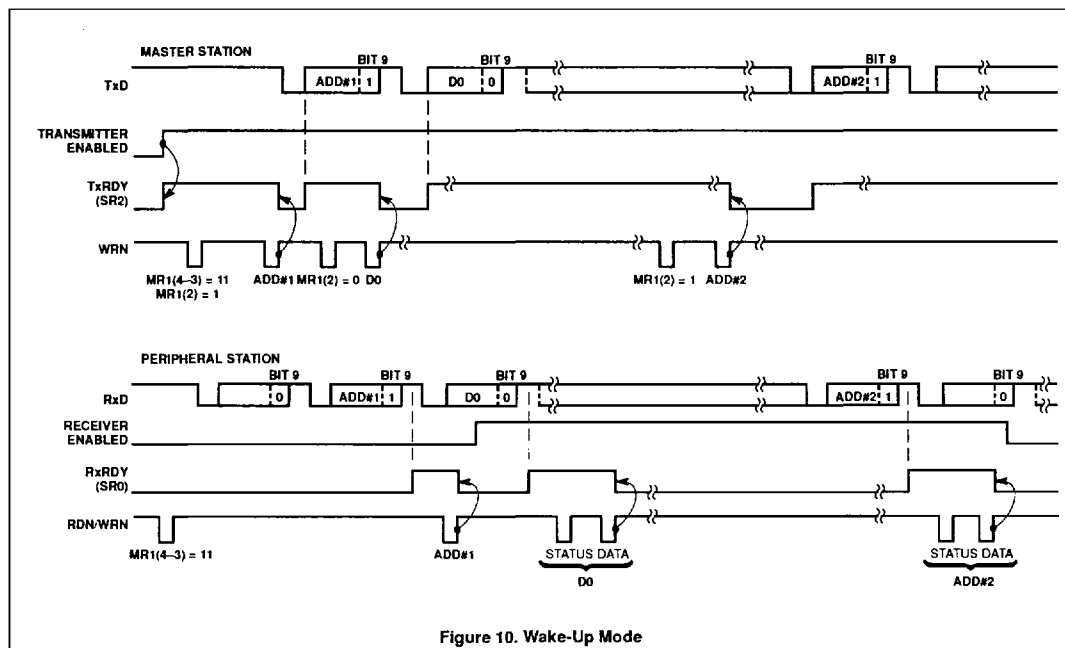 MASTER STATION
BIT 9 BIT 9 BIT 9
TxD ADD#1 1 D0 0 ADD#2 1
TRANSMITTER
ENABLED
TxRDY
(SR2)
WRN
MR1(4–3) = 11 ADD#1 MR1(2) = 0 D0 MR1(2) = 1 ADD#2
MR1(2) = 1
PERIPHERAL STATION
BIT 9 BIT 9 BIT 9 BIT 9 BIT 9
RxD 0 ADD#1 1 D0 0 ADD#2 1 0
RECEIVER
ENABLED
RxRDY
(SR0)
RDN/WRN
MR1(4–3) = 11 ADD#1 STATUS DATA STATUS DATA
D0 ADD#2
Figure 10. Wake-Up Mode